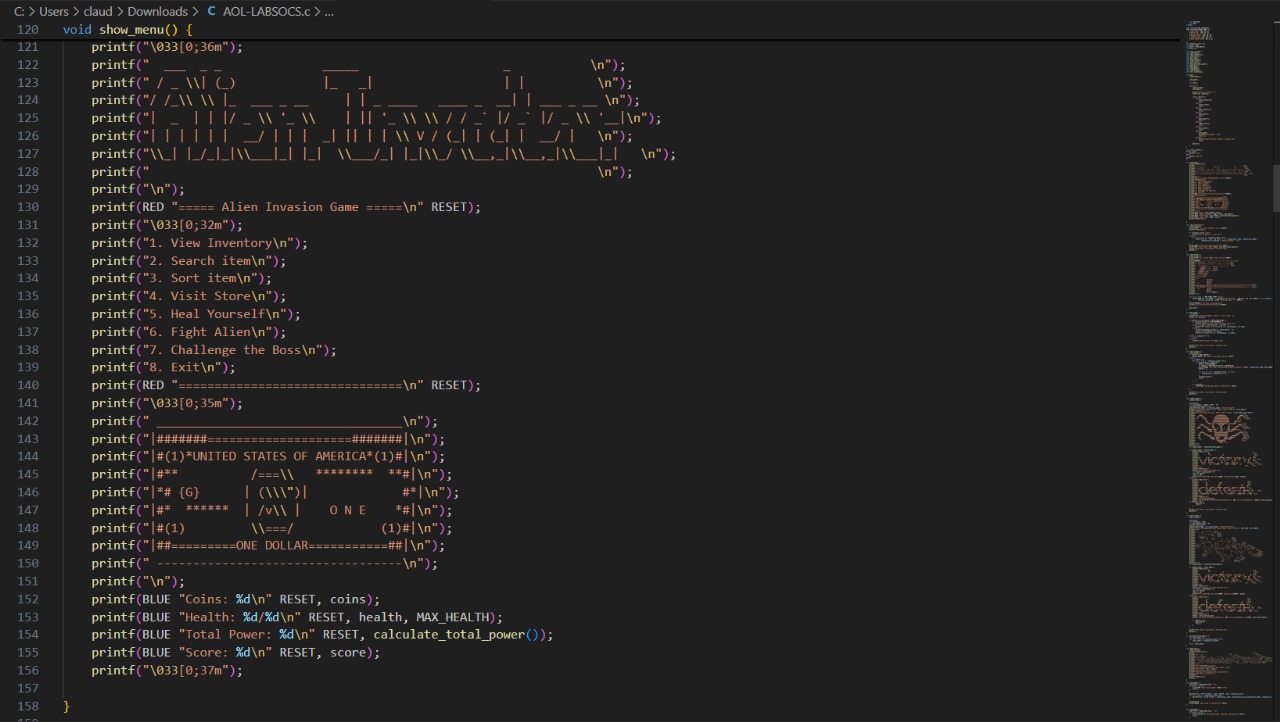 C: > Users > claud > Downloads > C AOL-LABSOCS.c > ...
120 void show_menu() {
121 printf("\033[0;36m");
122 printf("  ___  _ _              _____                    _            \n");
123 printf(" / _ \\| (_)            |_   _|                  | |           \n");
124 printf("/ /_\\ \\ |_  ___ _ __     | | _ ____   ____ _  __| | ___ _ __ \n");
125 printf("|  _  | | |/ _ \\ '_ \\    | || '_ \\ \\ / / _` |/ _` |/ _ \\ '__|\n");
126 printf("| | | | | |  __/ | | |  _| || | | \\ V / (_| | (_| |  __/ |   \n");
127 printf("\\_| |_/_|_|\\___|_| |_|  \\___/_| |_|\\_/ \\__,_|\\__,_|\\___|_|   \n");
128 printf("                                                              \n");
129 printf("\n");
130 printf(RED "===== Alien Invasion Game =====\n" RESET);
131 printf("\033[0;32m");
132 printf("1. View Inventory\n");
133 printf("2. Search item\n");
134 printf("3. Sort item\n");
135 printf("4. Visit Store\n");
136 printf("5. Heal Yourself\n");
137 printf("6. Fight Alien\n");
138 printf("7. Challenge the Boss\n");
139 printf("8. Exit\n");
140 printf(RED "===============================\n" RESET);
141 printf("\033[0;35m");
142 printf(" __________________________________\n");
143 printf("|#######====================#######|\n");
144 printf("|#(1)*UNITED STATES OF AMERICA*(1)#|\n");
145 printf("|#**          /===\\   ******** **#|\n");
146 printf("|*# {G}      | (\\\")|             #*|\n");
147 printf("|#*  ******  | /v\\ |    O N E    *#|\n");
148 printf("|#(1)         \\===/            (1)#|\n");
149 printf("|##=========ONE DOLLAR===========##|\n");
150 printf(" ----------------------------------\n");
151 printf("\n");
152 printf(BLUE "Coins: %d\n" RESET, coins);
153 printf(BLUE "Health: %d/%d\n" RESET, health, MAX_HEALTH);
154 printf(BLUE "Total Power: %d\n" RESET, calculate_total_power());
155 printf(BLUE "Score: %d\n" RESET, score);
156 printf("\033[0;37m");
157
158 }